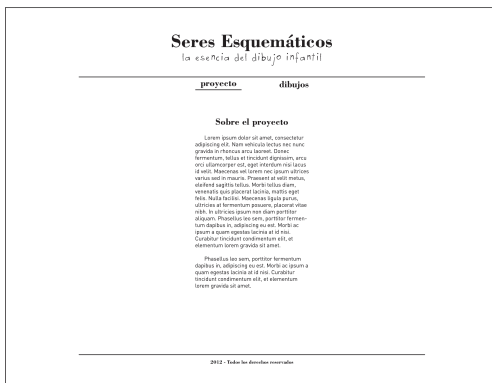 Seres Esquemáticos
la esencia del dibujo infantil
proyecto dibujos
Sobre el proyecto
Lorem ipsum dolor sit amet, consectetur
adipiscing elit. Nam vehicula lectus nec nunc
gravida in rhoncus arcu laoreet. Donec
fermentum, tellus et tincidunt dignissim, arcu
orci ullamcorper est, eget interdum nisi lacus
id velit. Maecenas vel lorem nec ipsum ultrices
varius sed in mauris. Praesent at velit metus,
eleifend sagittis tellus. Morbi tellus diam,
venenatis quis placerat lacinia, mattis eget
felis. Nulla facilisi. Maecenas ligula purus,
ultricies at fermentum posuere, placerat vitae
nibh. In ultricies ipsum non diam porttitor
aliquam. Phasellus leo sem, porttitor fermen-
tum dapibus in, adipiscing eu est. Morbi ac
ipsum a quam egestas lacinia at id nisi.
Curabitur tincidunt condimentum elit, et
elementum lorem gravida sit amet.
Phasellus leo sem, porttitor fermentum
dapibus in, adipiscing eu est. Morbi ac ipsum a
quam egestas lacinia at id nisi. Curabitur
tincidunt condimentum elit, et elementum
lorem gravida sit amet.
2012 - Todos los derechos reservados